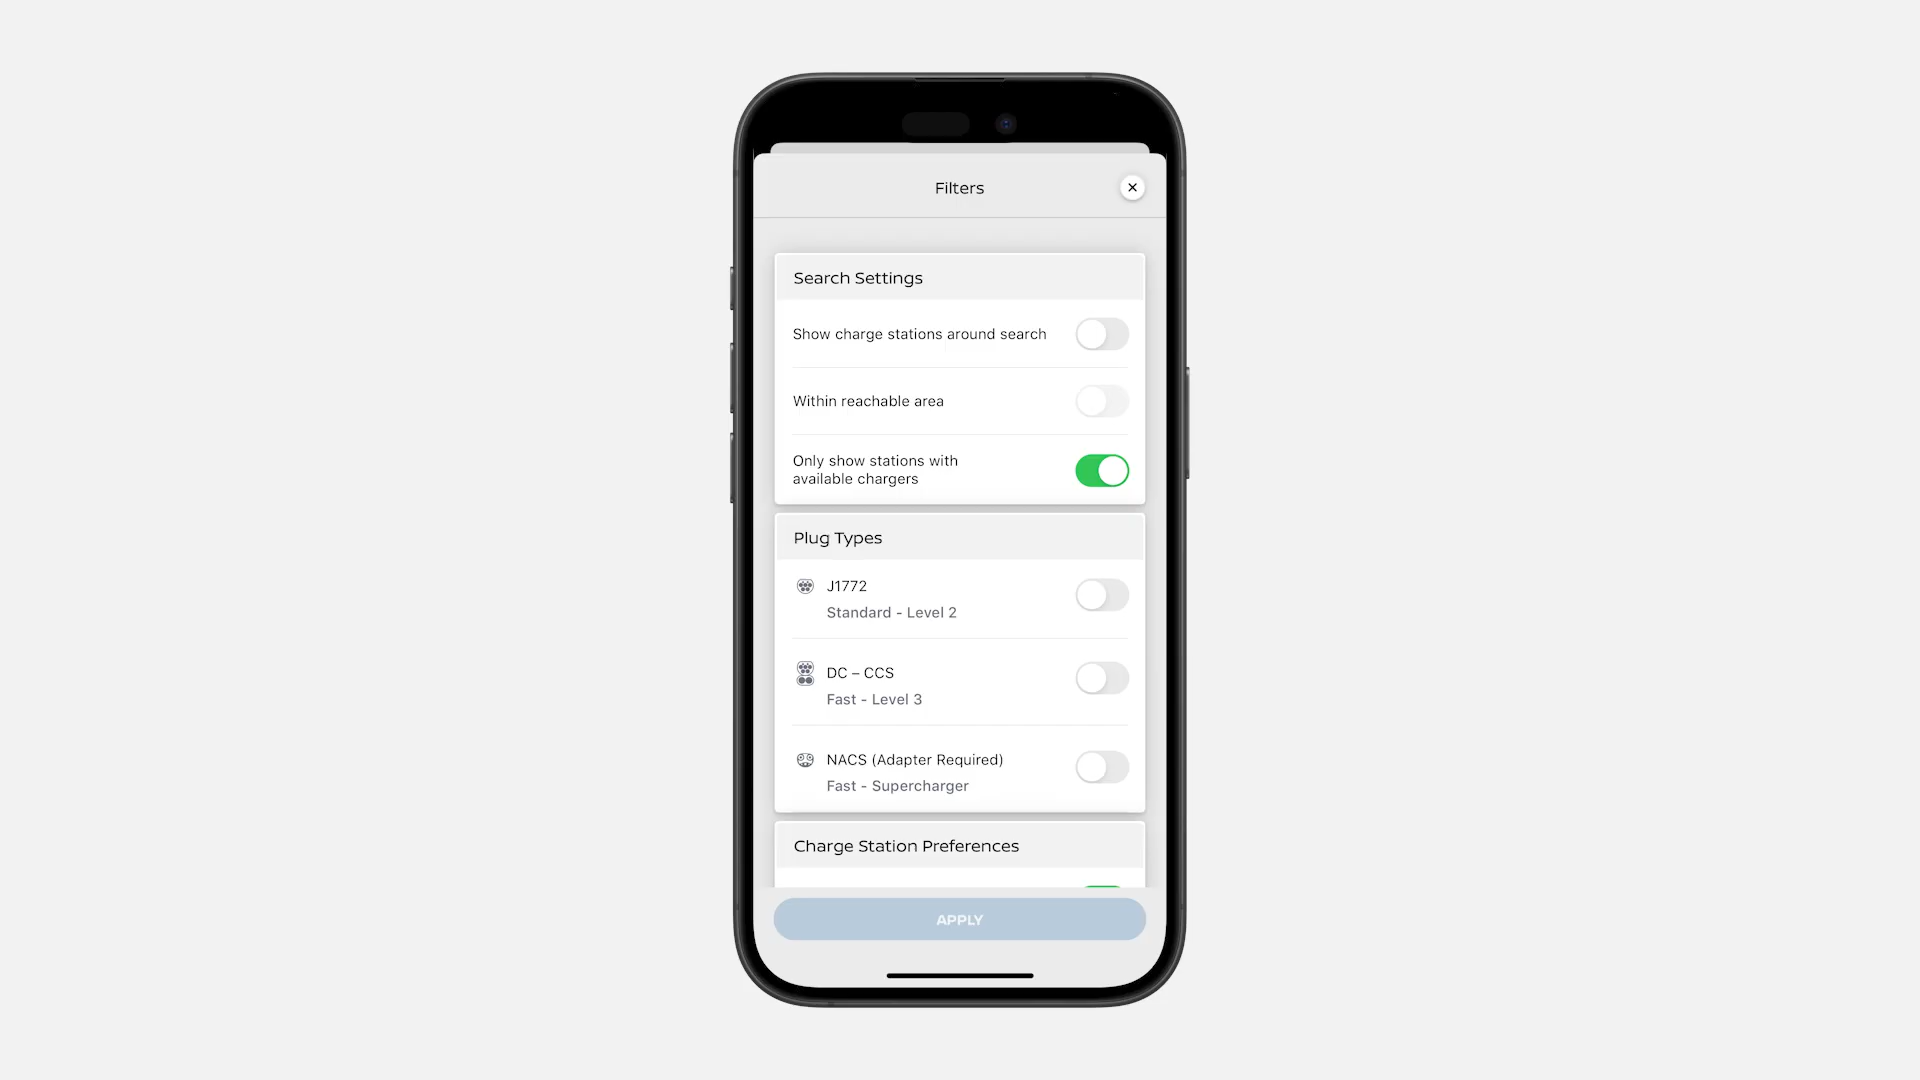 Filters
Search Settings
Show charge stations around search
Within reachable area
Only show stations with
available chargers
Plug Types
J1772
Standard - Level 2
DC – CCS
Fast - Level 3
NACS (Adapter Required)
Fast - Supercharger
Charge Station Preferences
APPLY